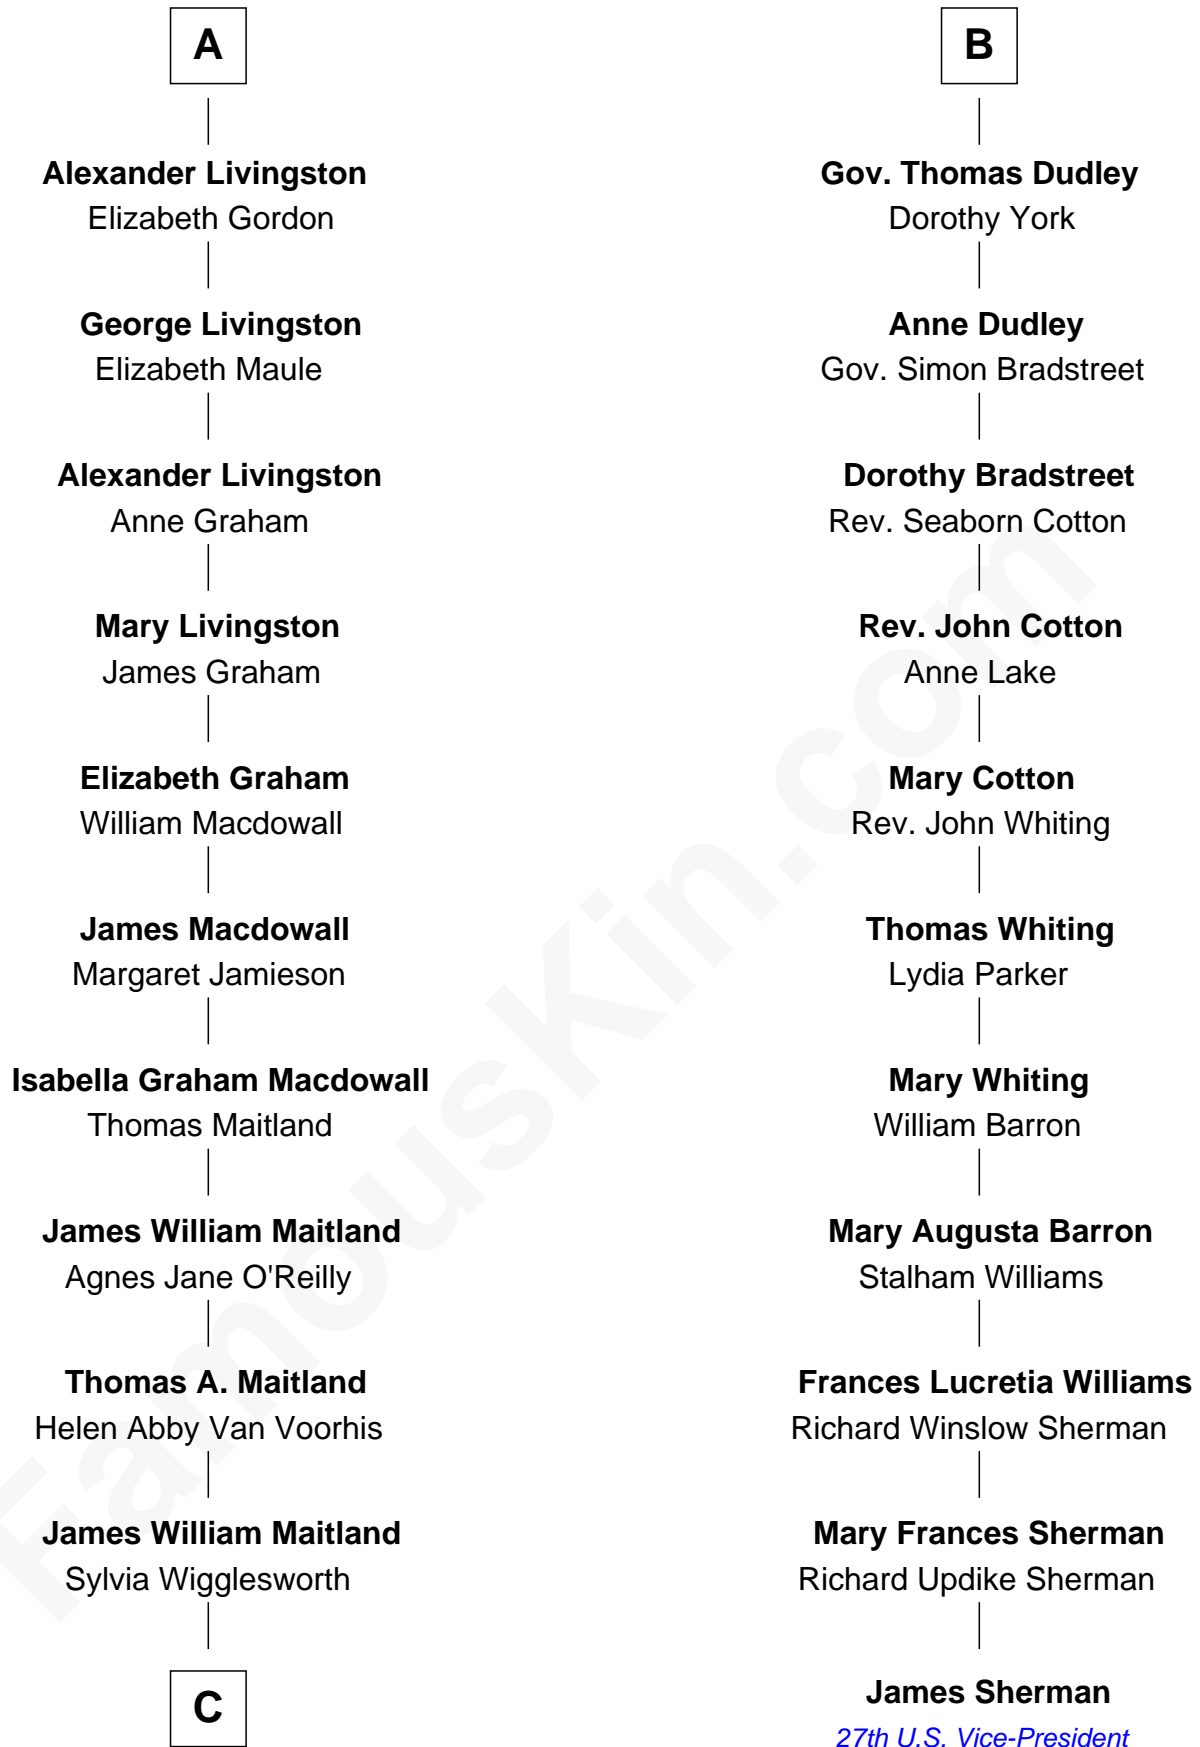 A
Alexander Livingston
Elizabeth Gordon
George Livingston
Elizabeth Maule
Alexander Livingston
Anne Graham
Mary Livingston
James Graham
Elizabeth Graham
William Macdowall
James Macdowall
Margaret Jamieson
Isabella Graham Macdowall
Thomas Maitland
James William Maitland
Agnes Jane O'Reilly
Thomas A. Maitland
Helen Abby Van Voorhis
James William Maitland
Sylvia Wigglesworth
C
B
Gov. Thomas Dudley
Dorothy York
Anne Dudley
Gov. Simon Bradstreet
Dorothy Bradstreet
Rev. Seaborn Cotton
Rev. John Cotton
Anne Lake
Mary Cotton
Rev. John Whiting
Thomas Whiting
Lydia Parker
Mary Whiting
William Barron
Mary Augusta Barron
Stalham Williams
Frances Lucretia Williams
Richard Winslow Sherman
Mary Frances Sherman
Richard Updike Sherman
James Sherman
27th U.S. Vice-President
FamousKin.com